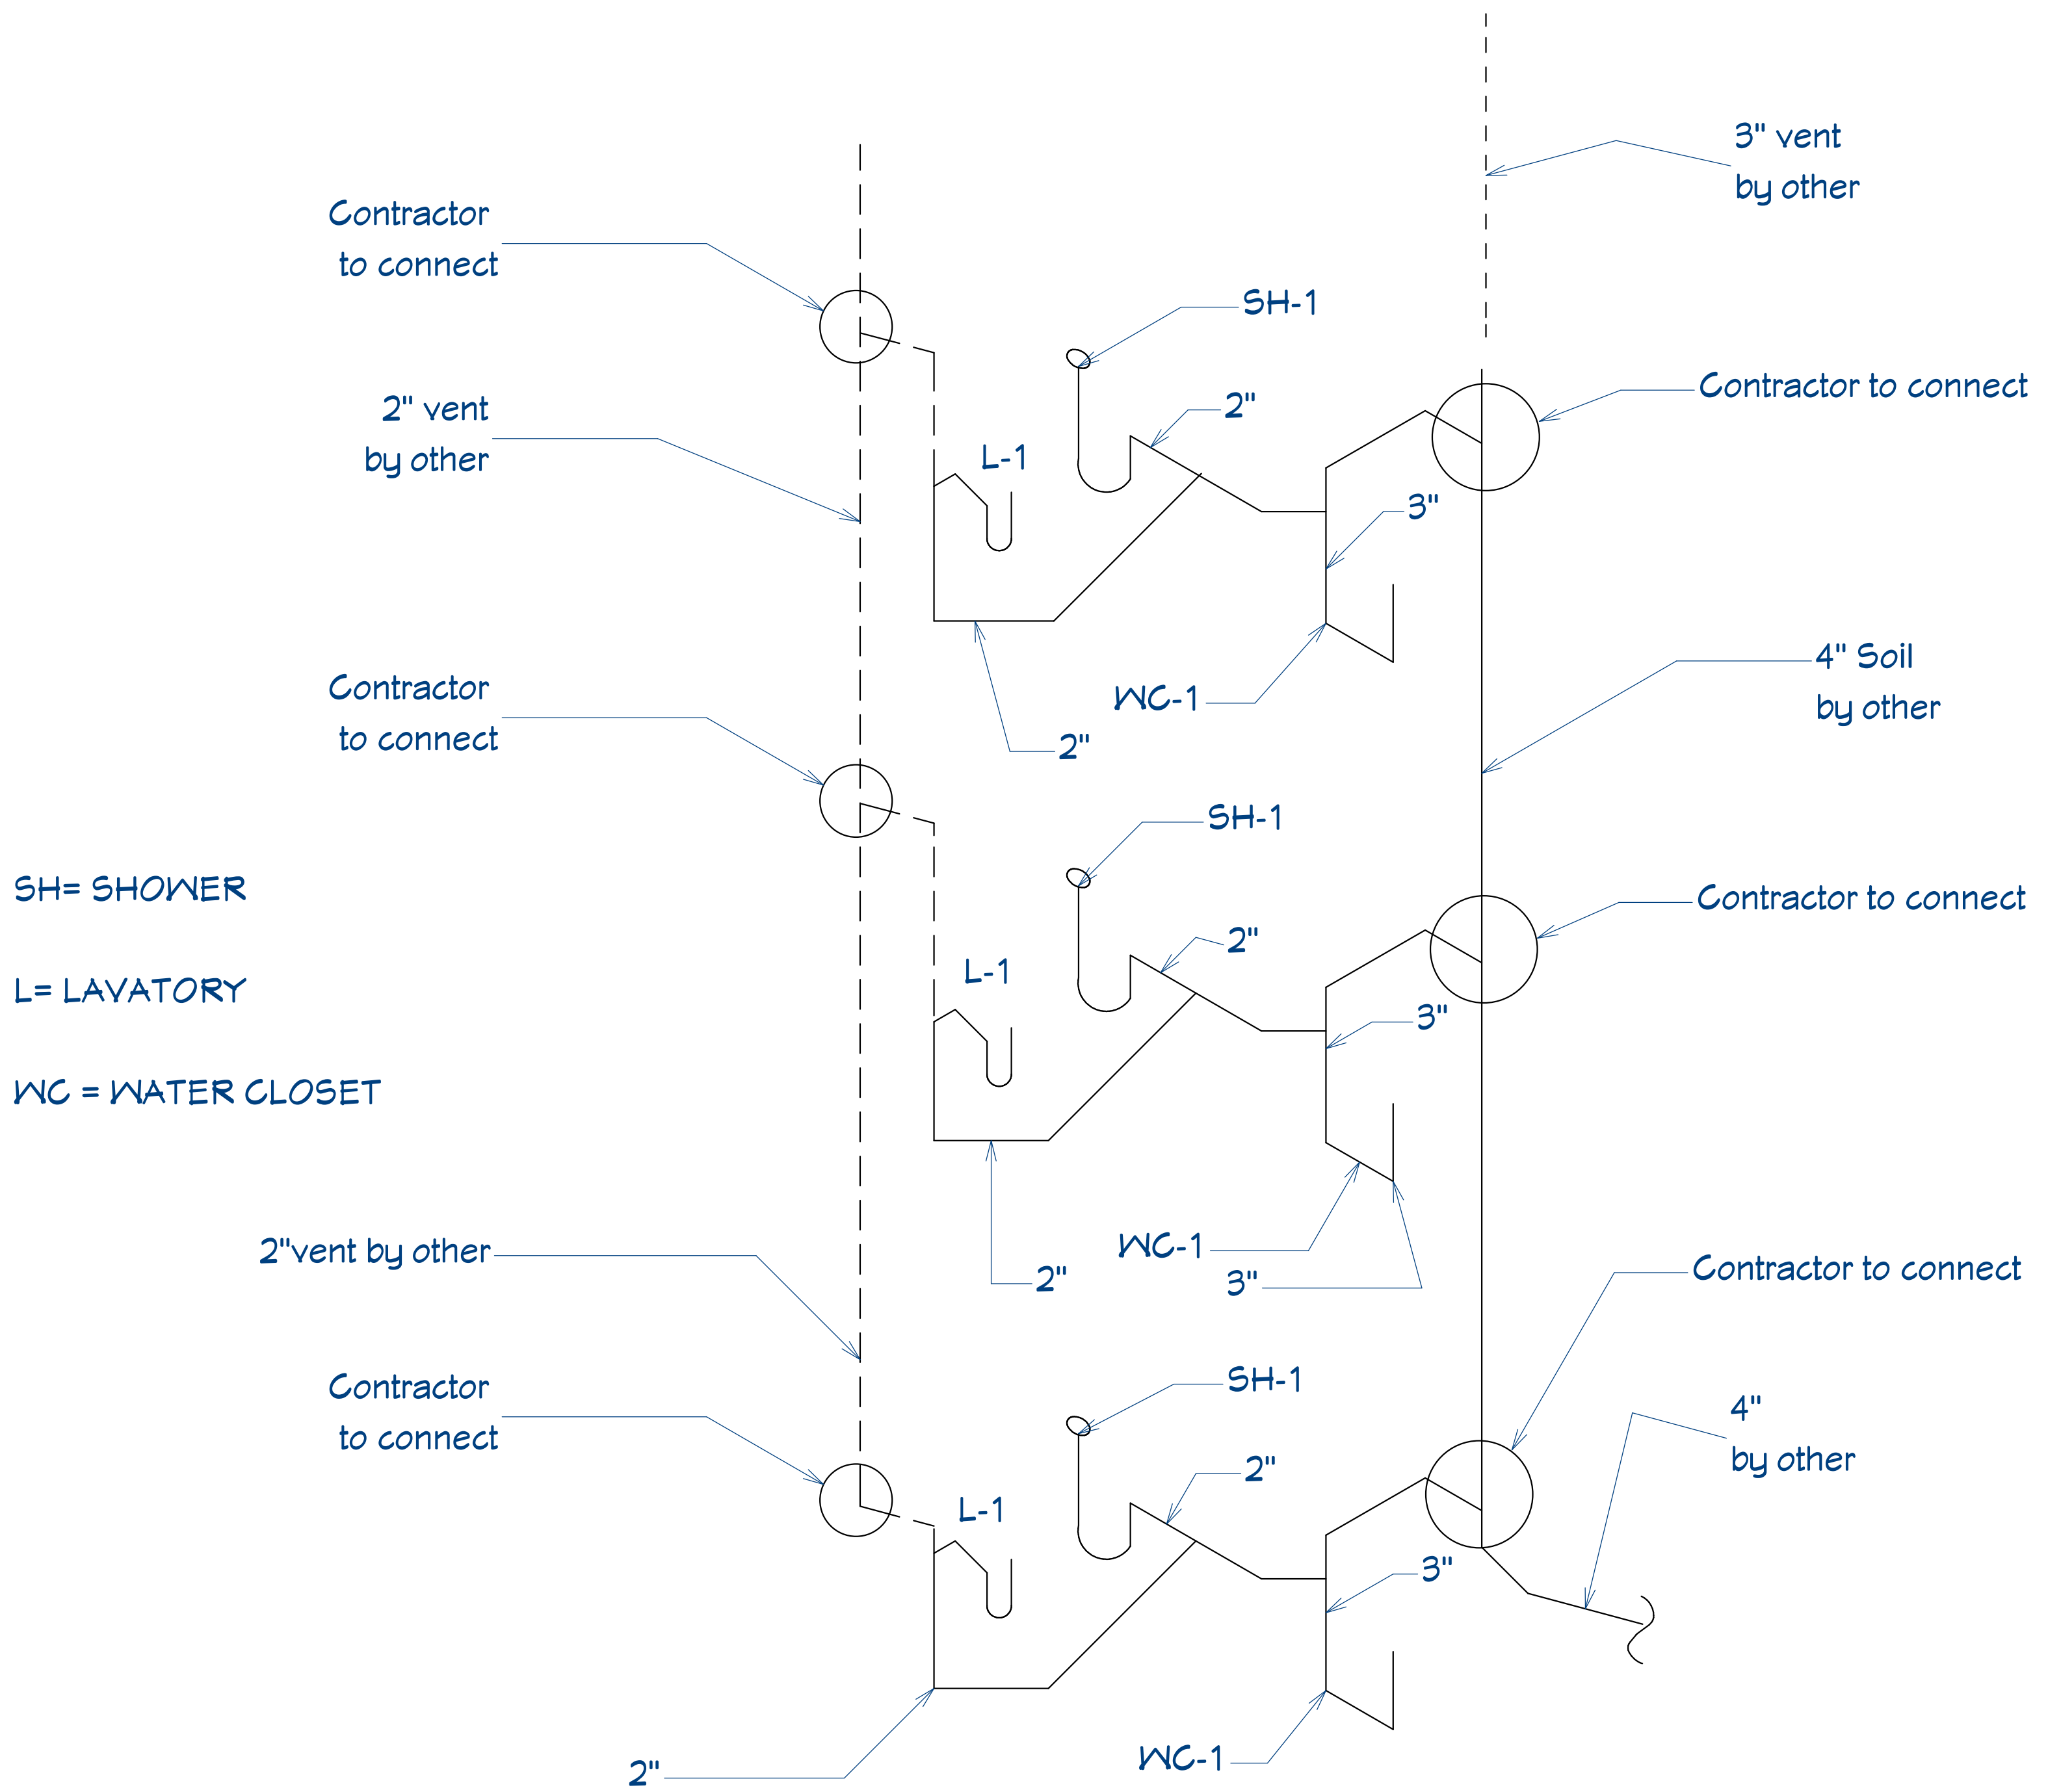 3" vent
by other
Contractor
to connect
SH-1
Contractor to connect
2" vent
by other
2"
L-1
3"
4" Soil
by other
Contractor
to connect
WC-1
2"
SH-1
SH= SHOWER
Contractor to connect
2"
L-1
L= LAVATORY
3"
WC = WATER CLOSET
2"vent by other
WC-1
Contractor to connect
2"
3"
Contractor
to connect
SH-1
4"
by other
2"
L-1
3"
WC-1
2"